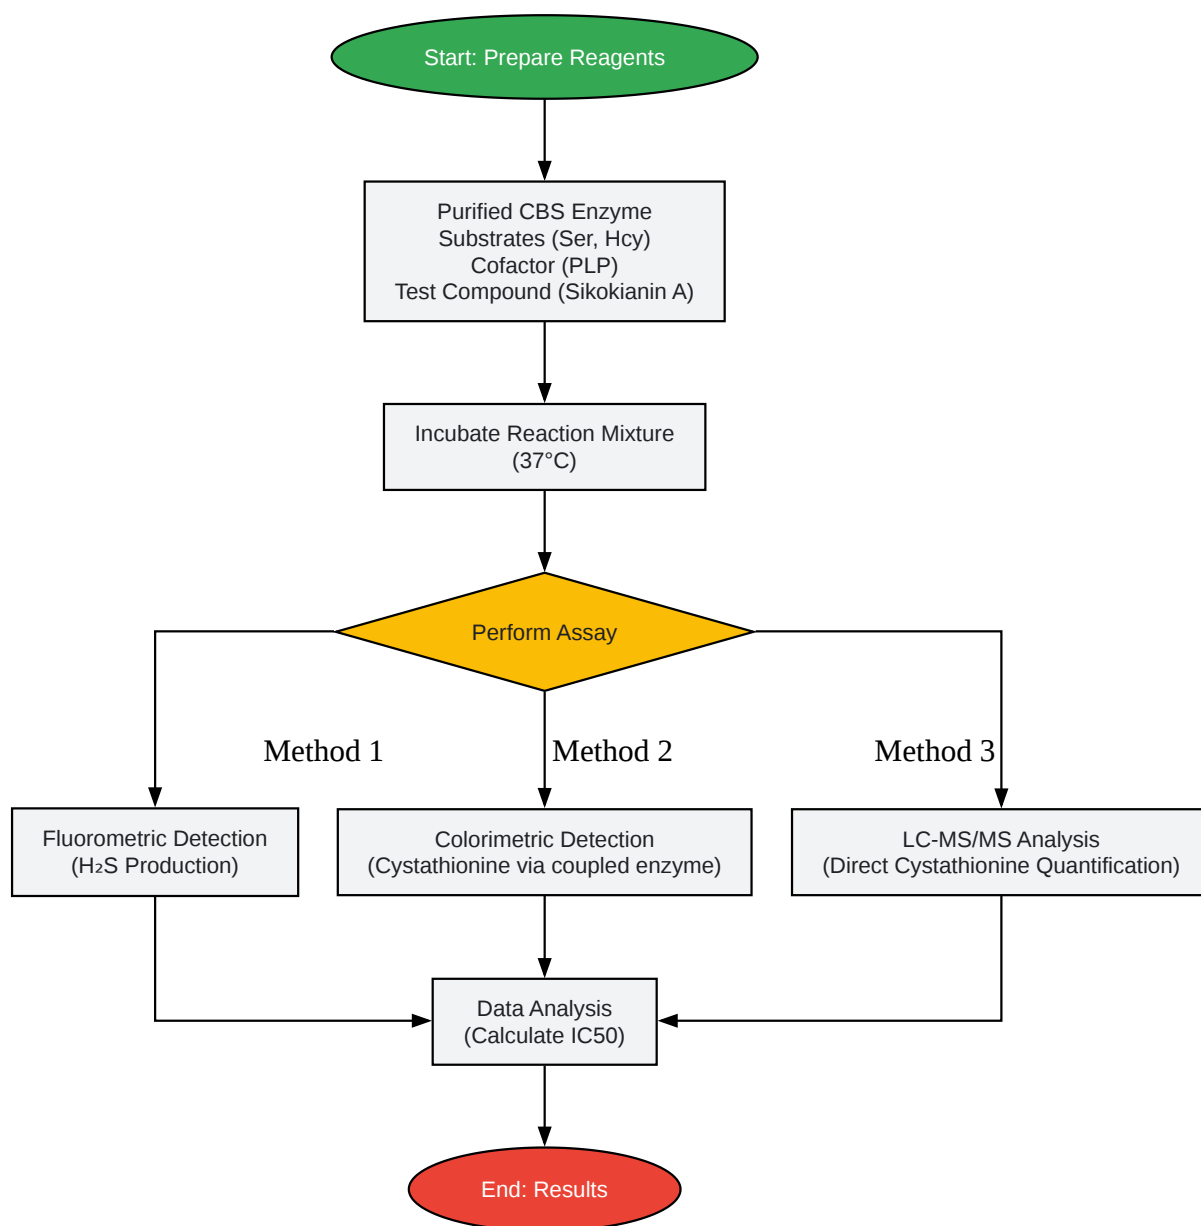 Start: Prepare Reagents
Purified CBS Enzyme
Substrates (Ser, Hcy)
Cofactor (PLP)
Test Compound (Sikokianin A)
Incubate Reaction Mixture
(37°C)
Perform Assay
Method 1
Method 2
Method 3
Fluorometric Detection
(H₂S Production)
Colorimetric Detection
(Cystathionine via coupled enzyme)
LC-MS/MS Analysis
(Direct Cystathionine Quantification)
Data Analysis
(Calculate IC50)
End: Results